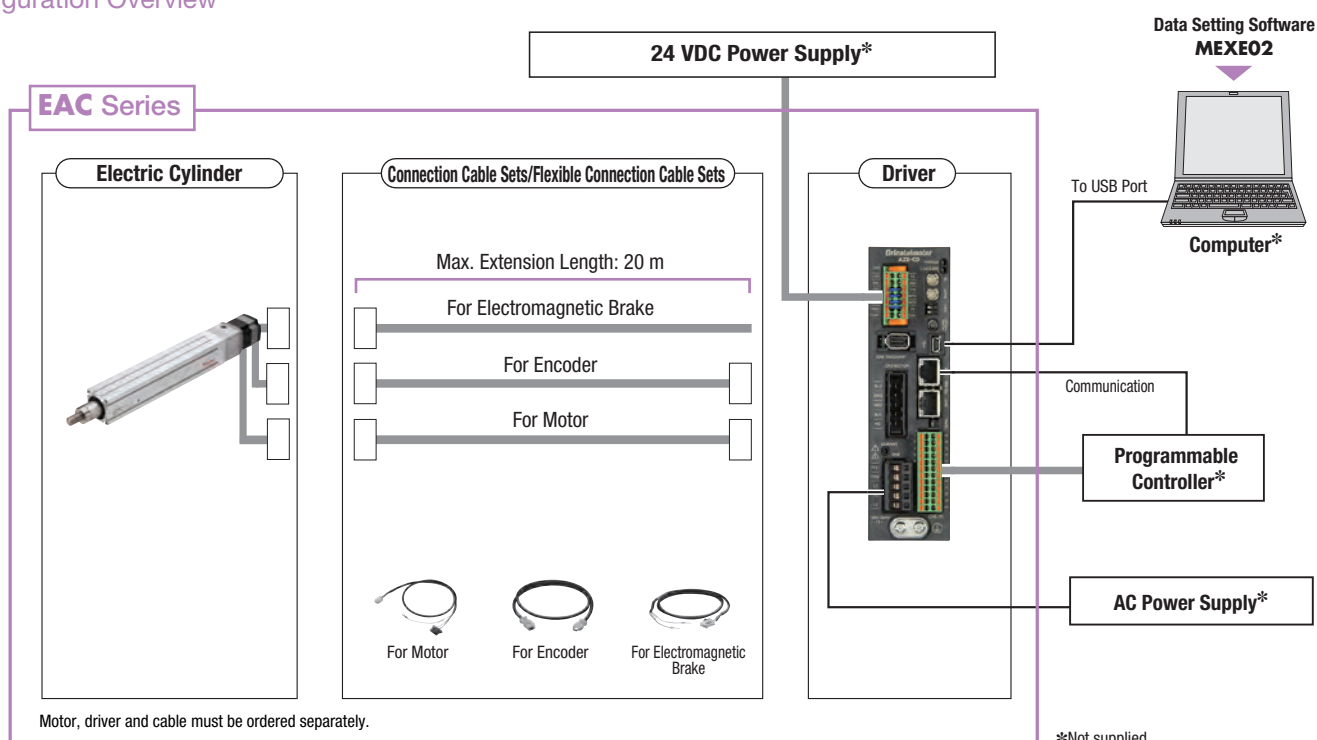 guration Overview
Data Setting Software
MEXE02
24 VDC Power Supply*
EAC Series
Electric Cylinder
Connection Cable Sets/Flexible Connection Cable Sets
Driver
To USB Port
Computer*
Max. Extension Length: 20 m
For Electromagnetic Brake
For Encoder
For Motor
Communication
Programmable
Controller*
AC Power Supply*
For Motor
For Encoder
For Electromagnetic
Brake
Motor, driver and cable must be ordered separately.
*Not supplied
Orientalmotor